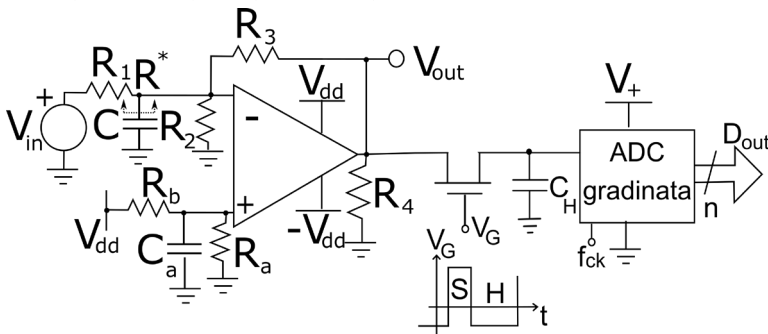 R3
Vout
R1 R*
+
Vin
C
R2
-
Vdd
V+
ADC
gradinata
Dout
n
Rb
+
Vdd
Ca
Ra
-Vdd
R4
VG
CH
fck
VG
S H
t